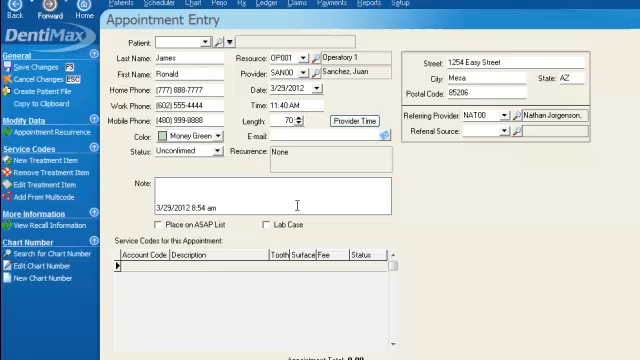 Patients Scheduler Chart Perio Rx Ledger Claims Payments Reports Setup
Back Forward
Appointment Entry
DentiMax
General
Save Changes F3
Cancel Changes ESC
Create Patient File
Copy to Clipboard
Modify Data
Appointment Recurrence
Service Codes
New Treatment Item
Remove Treatment Item
Edit Treatment Item
Add From Modecode
More Information
View Recall Information
Chart Number
Search for Chart Number
Edit Chart Number
New Chart Number
Patient:
Last Name: James
First Name: Ronald
Home Phone: (777) 888-7777
Work Phone: (602) 555-4444
Mobile Phone: (480) 999-8888
Color: Money Green
Status: Unconfirmed
Resource: OP001 Operatory 1
Provider: SAN00 Sanchez, Juan
Date: 3/29/2012
Time: 11:40 AM
Length: 70 Provider Time
E-mail:
Recurrence: None
Street: 1254 Easy Street
City: Mesa State: AZ
Postal Code: 85206
Referring Provider: NAT00 Nathan Jorgenson,
Referral Source:
Note:
3/29/2012 8:54 am
Place on ASAP List Lab Case
Service Codes for this Appointment:
Account Code Description Tooth Surface Fee Status
Appointment Total: 0.00